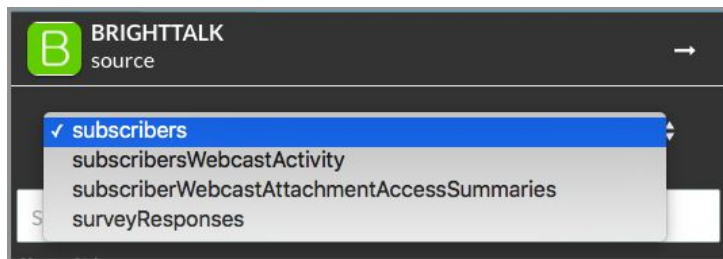 B
BRIGHTTALK
source
→
✓ subscribers
subscribersWebcastActivity
subscriberWebcastAttachmentAccessSummaries
surveyResponses
S